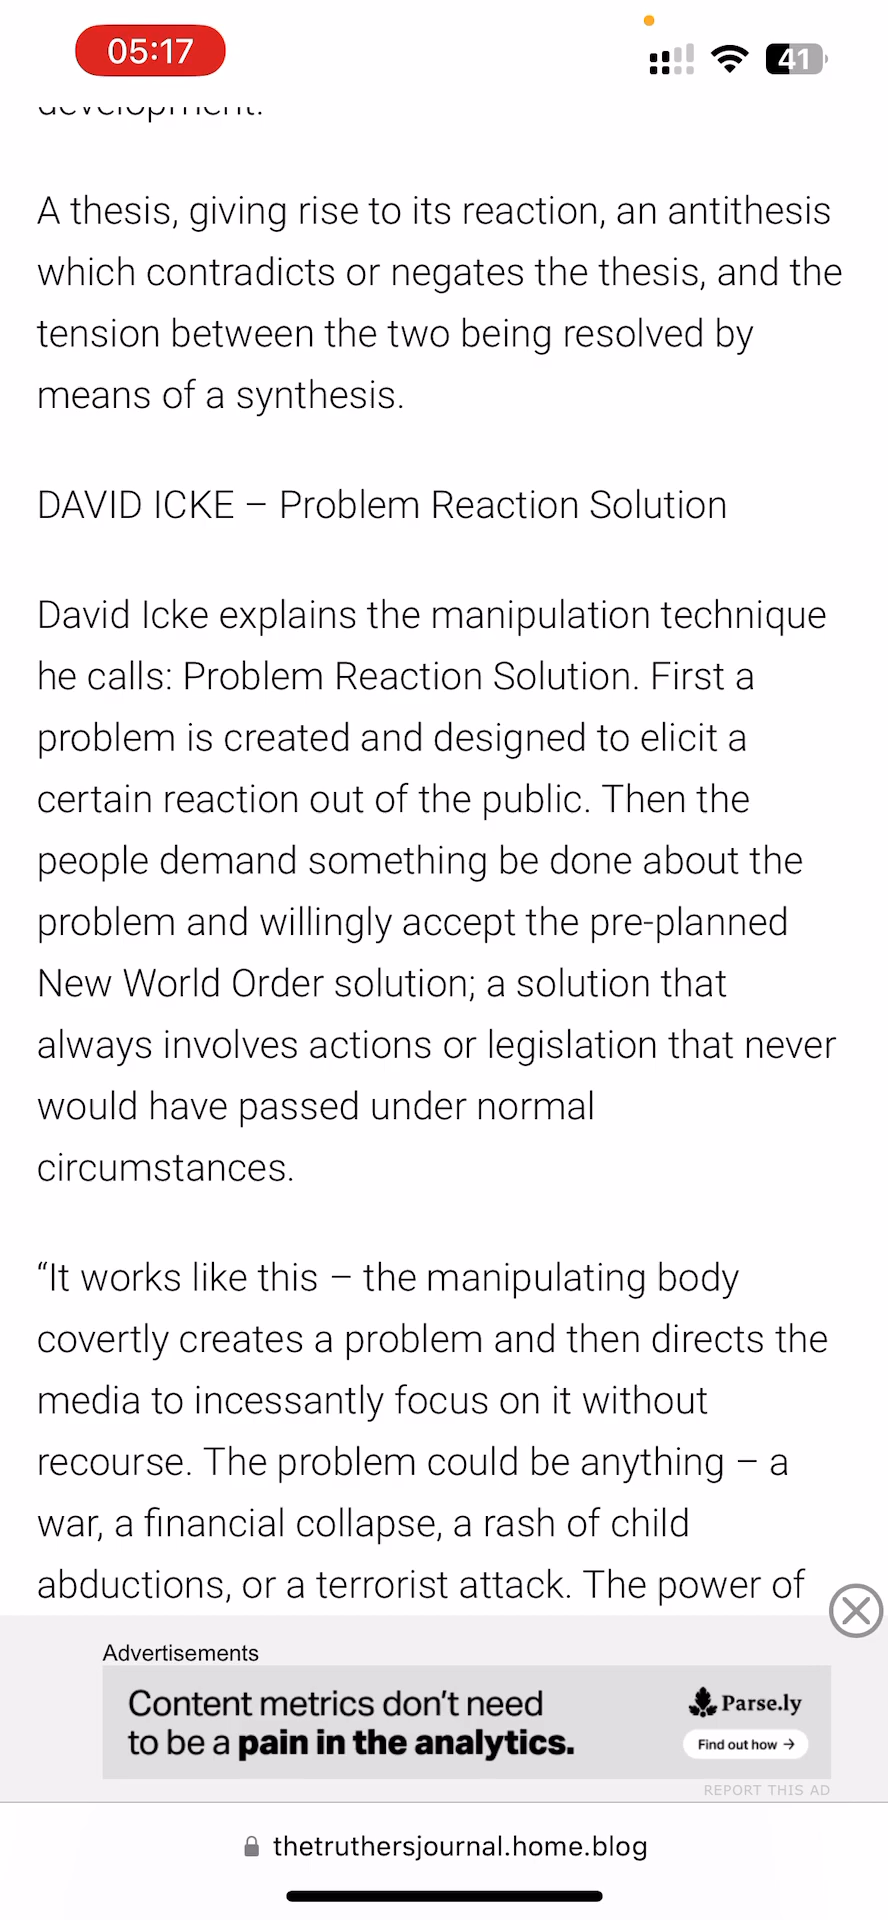 05:17
41
development.
A thesis, giving rise to its reaction, an antithesis
which contradicts or negates the thesis, and the
tension between the two being resolved by
means of a synthesis.
DAVID ICKE – Problem Reaction Solution
David Icke explains the manipulation technique
he calls: Problem Reaction Solution. First a
problem is created and designed to elicit a
certain reaction out of the public. Then the
people demand something be done about the
problem and willingly accept the pre-planned
New World Order solution; a solution that
always involves actions or legislation that never
would have passed under normal
circumstances.
“It works like this – the manipulating body
covertly creates a problem and then directs the
media to incessantly focus on it without
recourse. The problem could be anything – a
war, a financial collapse, a rash of child
abductions, or a terrorist attack. The power of
Advertisements
Content metrics don't need
to be a pain in the analytics.
Parse.ly
Find out how →
REPORT THIS AD
thetruthersjournal.home.blog